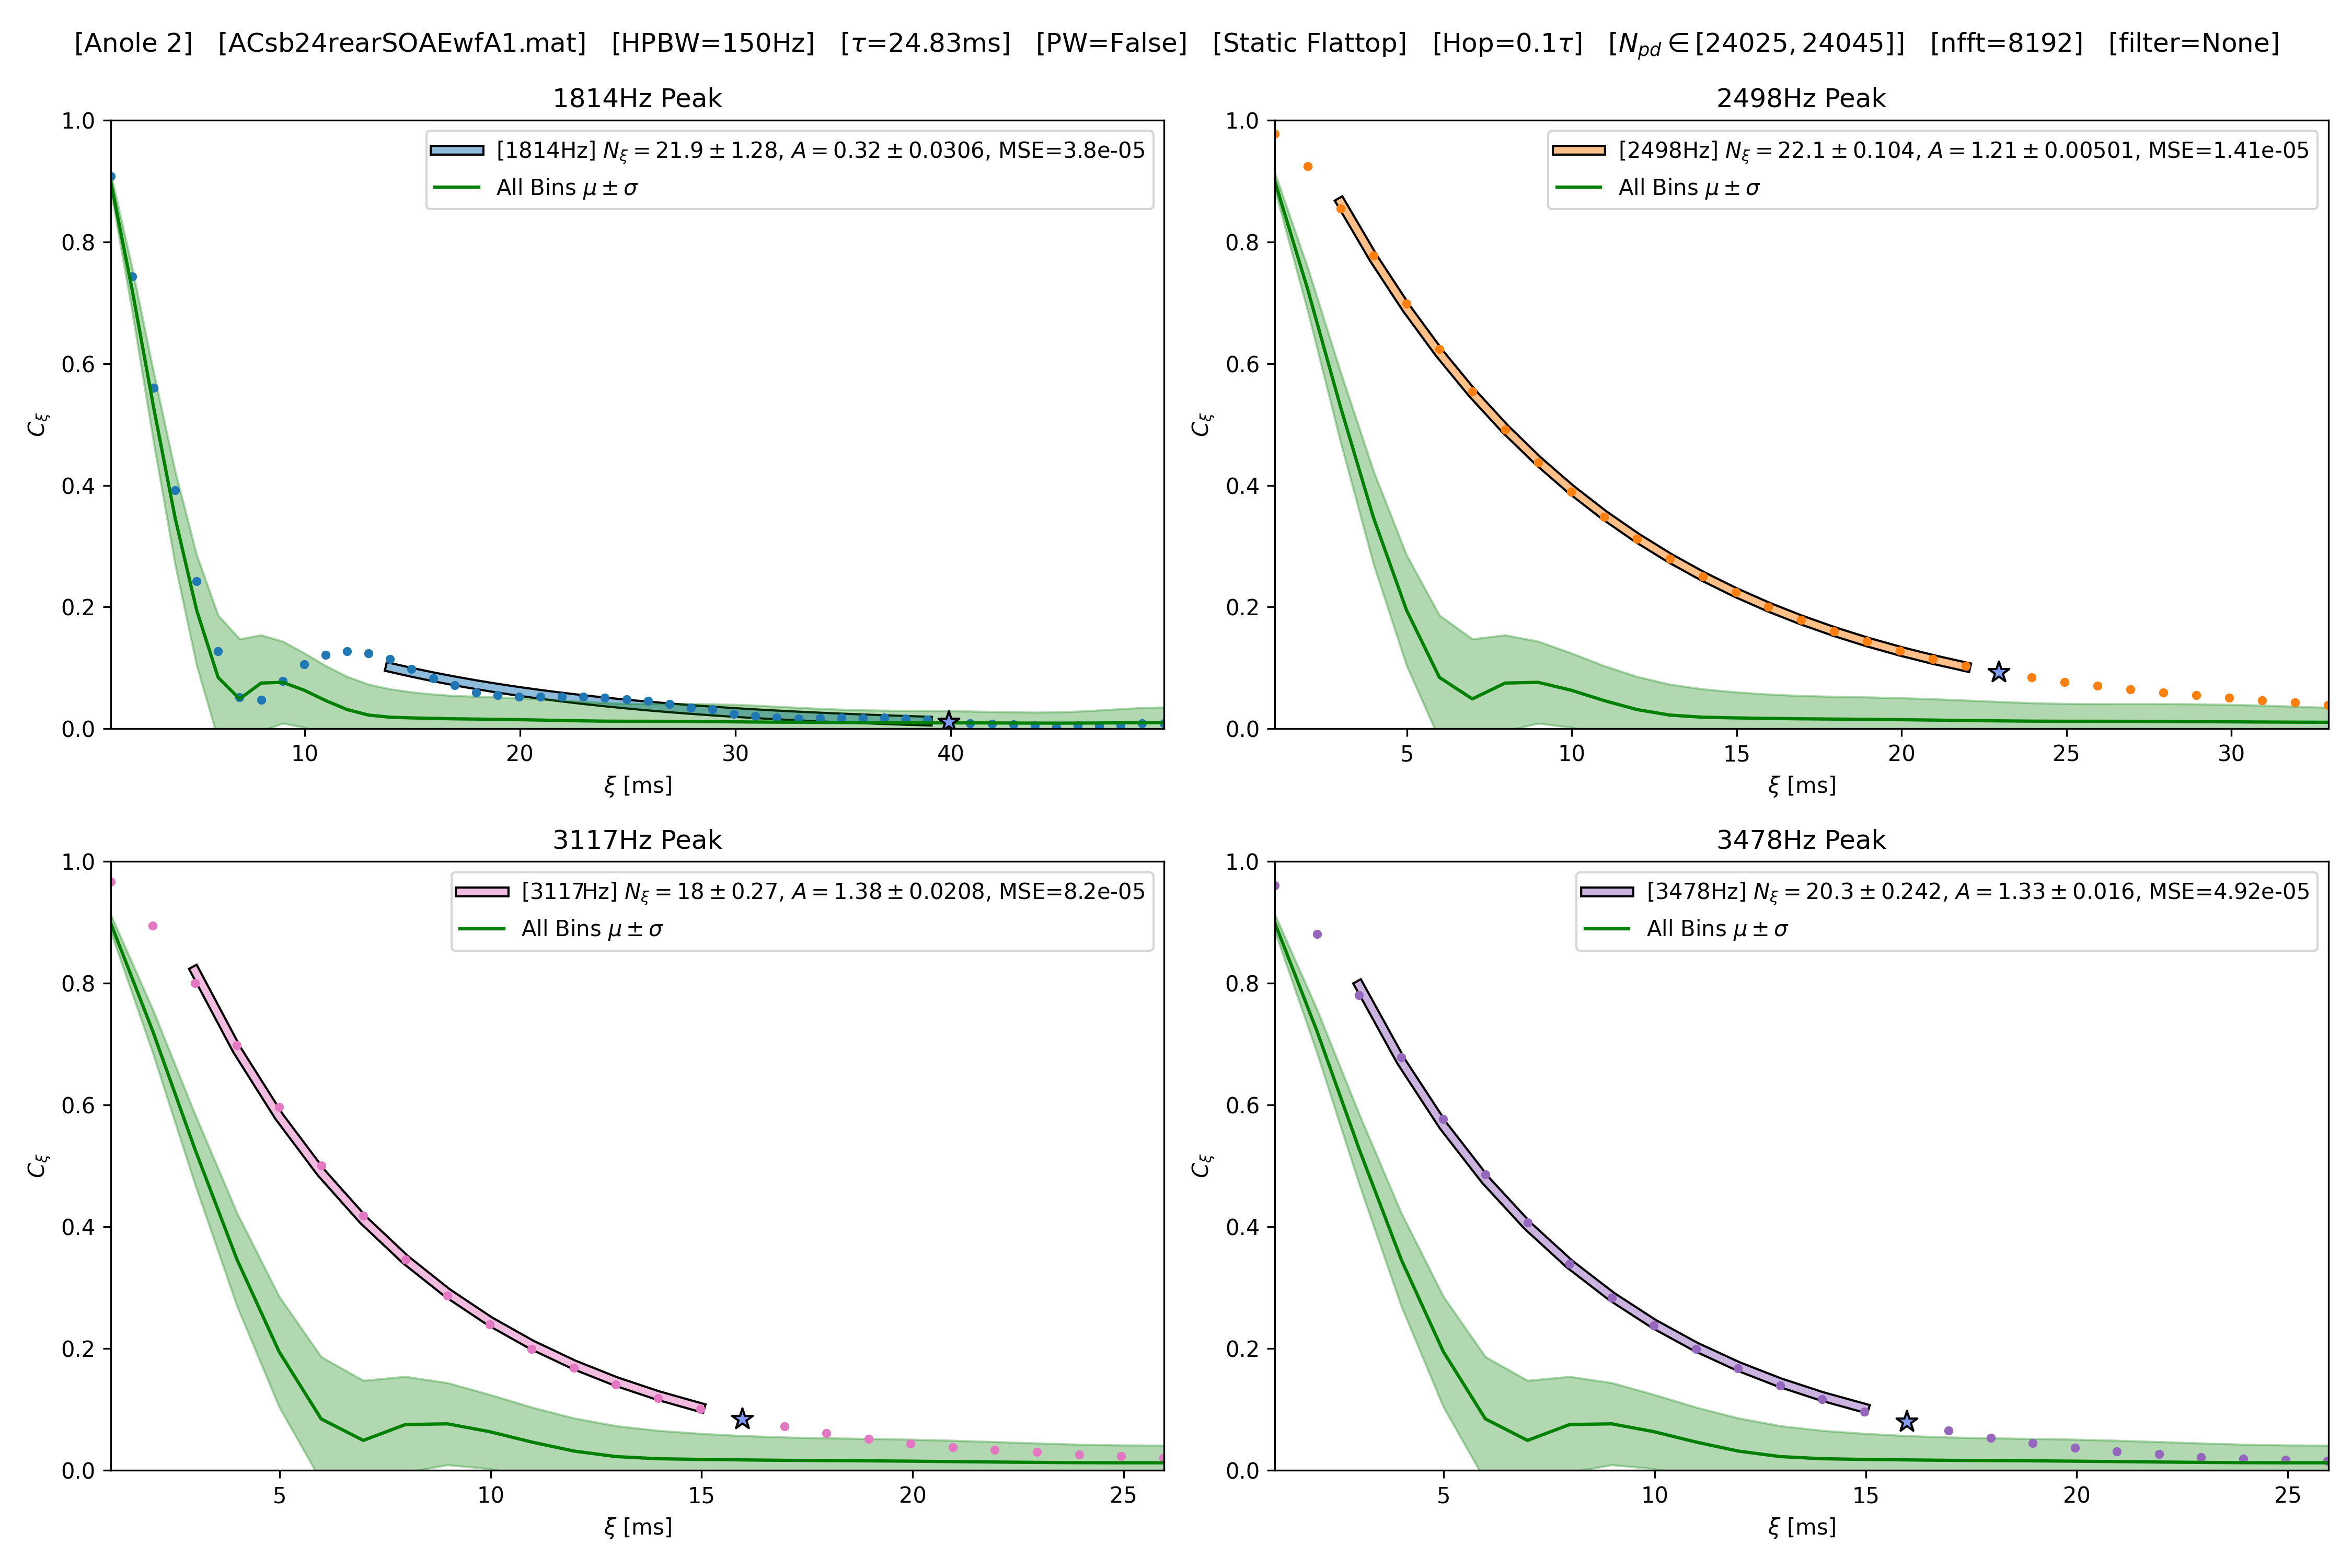 [Anole 2] [ACsb24rearSOAEwfA1.mat] [HPBW=150Hz] [τ=24.83ms] [PW=False] [Static Flattop] [Hop=0.1τ] [N_pd ∈ [24025, 24045]] [nfft=8192] [filter=None]
1814Hz Peak
[1814Hz] N_ξ = 21.9 ± 1.28, A = 0.32 ± 0.0306, MSE=3.8e-05
All Bins μ ± σ
1.0
0.8
0.6
0.4
0.2
0.0
C_ξ
10 20 30 40
ξ [ms]
2498Hz Peak
[2498Hz] N_ξ = 22.1 ± 0.104, A = 1.21 ± 0.00501, MSE=1.41e-05
All Bins μ ± σ
1.0
0.8
0.6
0.4
0.2
0.0
C_ξ
5 10 15 20 25 30
ξ [ms]
3117Hz Peak
[3117Hz] N_ξ = 18 ± 0.27, A = 1.38 ± 0.0208, MSE=8.2e-05
All Bins μ ± σ
1.0
0.8
0.6
0.4
0.2
0.0
C_ξ
5 10 15 20 25
ξ [ms]
3478Hz Peak
[3478Hz] N_ξ = 20.3 ± 0.242, A = 1.33 ± 0.016, MSE=4.92e-05
All Bins μ ± σ
1.0
0.8
0.6
0.4
0.2
0.0
C_ξ
5 10 15 20 25
ξ [ms]